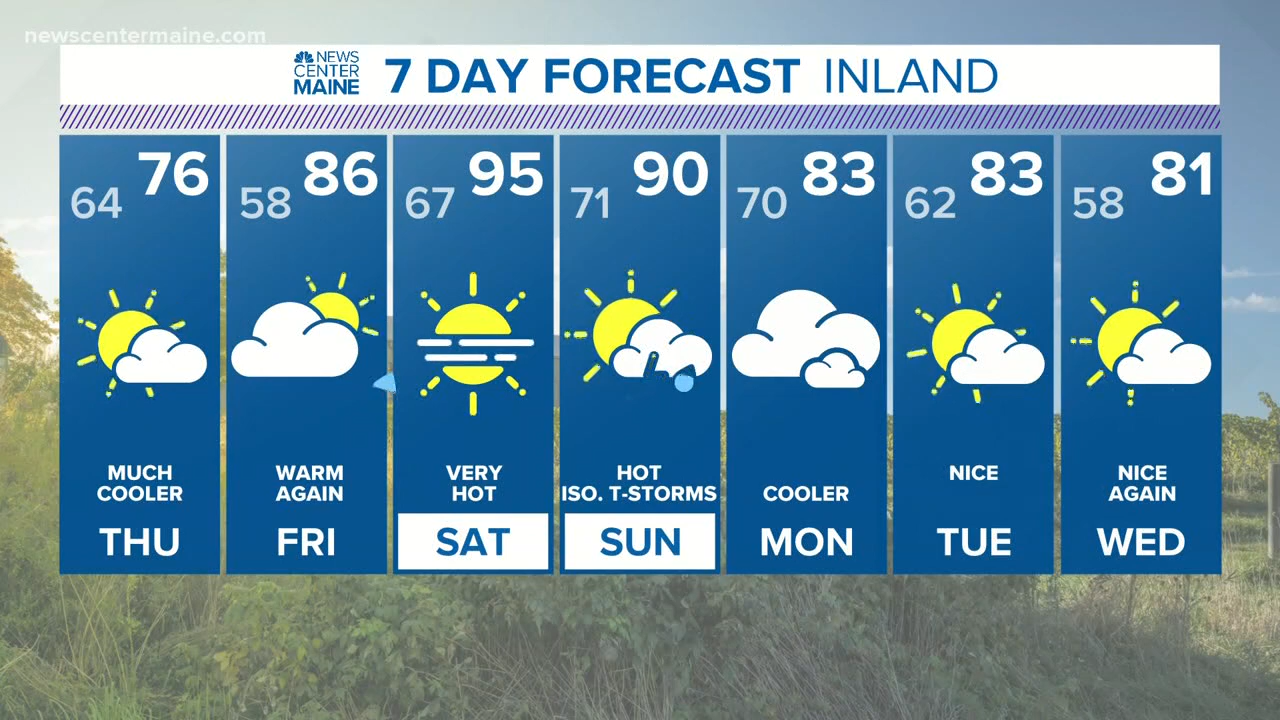 newscentermaine.com
NEWS
CENTER
MAINE
7 DAY FORECAST INLAND
64 76
58 86
67 95
71 90
70 83
62 83
58 81
MUCH
COOLER
WARM
AGAIN
VERY
HOT
HOT
ISO. T-STORMS
COOLER
NICE
NICE
AGAIN
THU
FRI
SAT
SUN
MON
TUE
WED